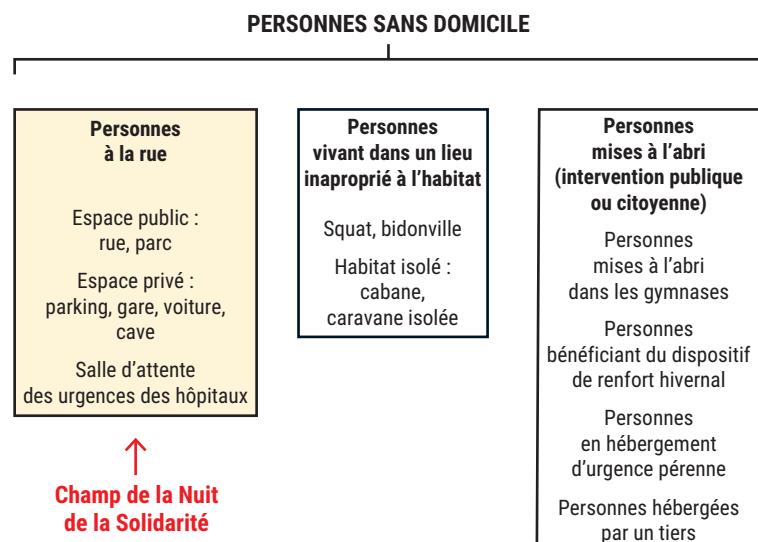 PERSONNES SANS DOMICILE
Personnes
à la rue
Espace public :
rue, parc
Espace privé :
parking, gare, voiture,
cave
Salle d’attente
des urgences des hôpitaux
Champ de la Nuit
de la Solidarité
Personnes
vivant dans un lieu
inaproprié à l’habitat
Squat, bidonville
Habitat isolé :
cabane,
caravane isolée
Personnes
mises à l’abri
(intervention publique
ou citoyenne)
Personnes
mises à l’abri
dans les gymnases
Personnes
bénéficiant du dispositif
de renfort hivernal
Personnes
en hébergement
d’urgence pérenne
Personnes hébergées
par un tiers